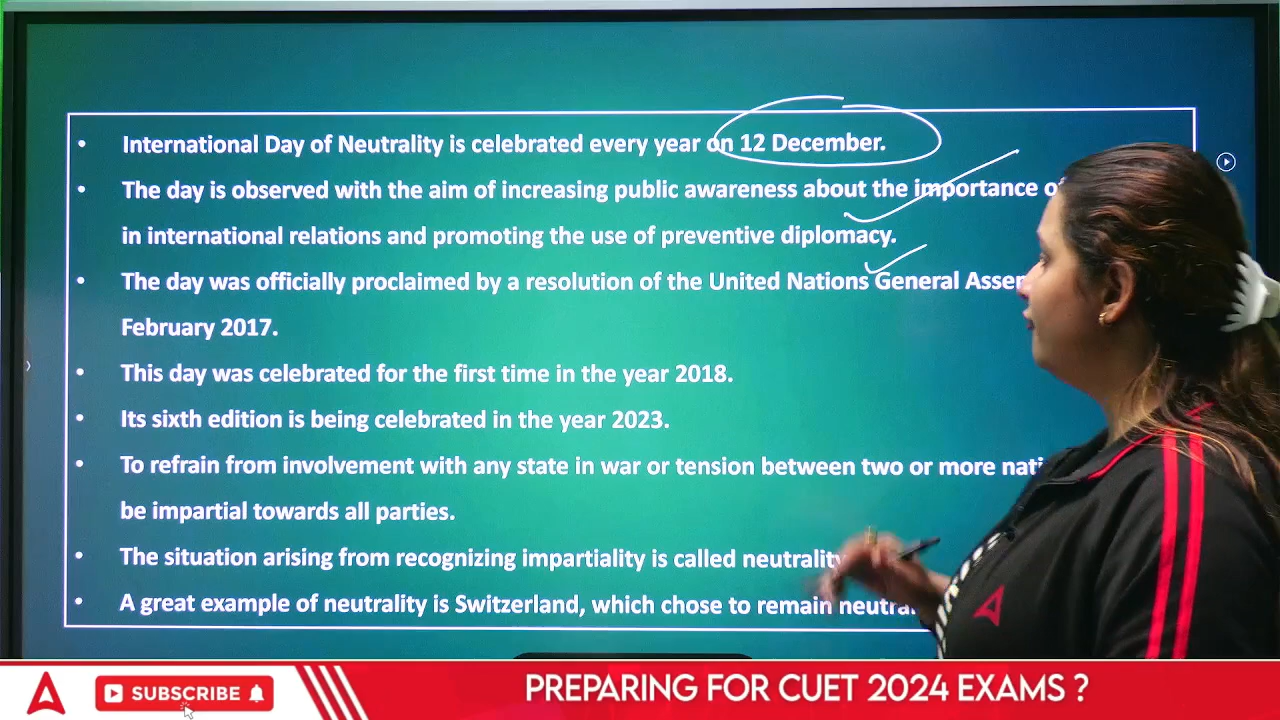 • International Day of Neutrality is celebrated every year on 12 December.
• The day is observed with the aim of increasing public awareness about the importance
in international relations and promoting the use of preventive diplomacy.
• The day was officially proclaimed by a resolution of the United Nations General
February 2017.
• This day was celebrated for the first time in the year 2018.
• Its sixth edition is being celebrated in the year 2023.
• To refrain from involvement with any state in war or tension between two or more
be impartial towards all parties.
• The situation arising from recognizing impartiality is called neutrality
• A great example of neutrality is Switzerland, which chose to remain
SUBSCRIBE
PREPARING FOR CUET 2024 EXAMS ?